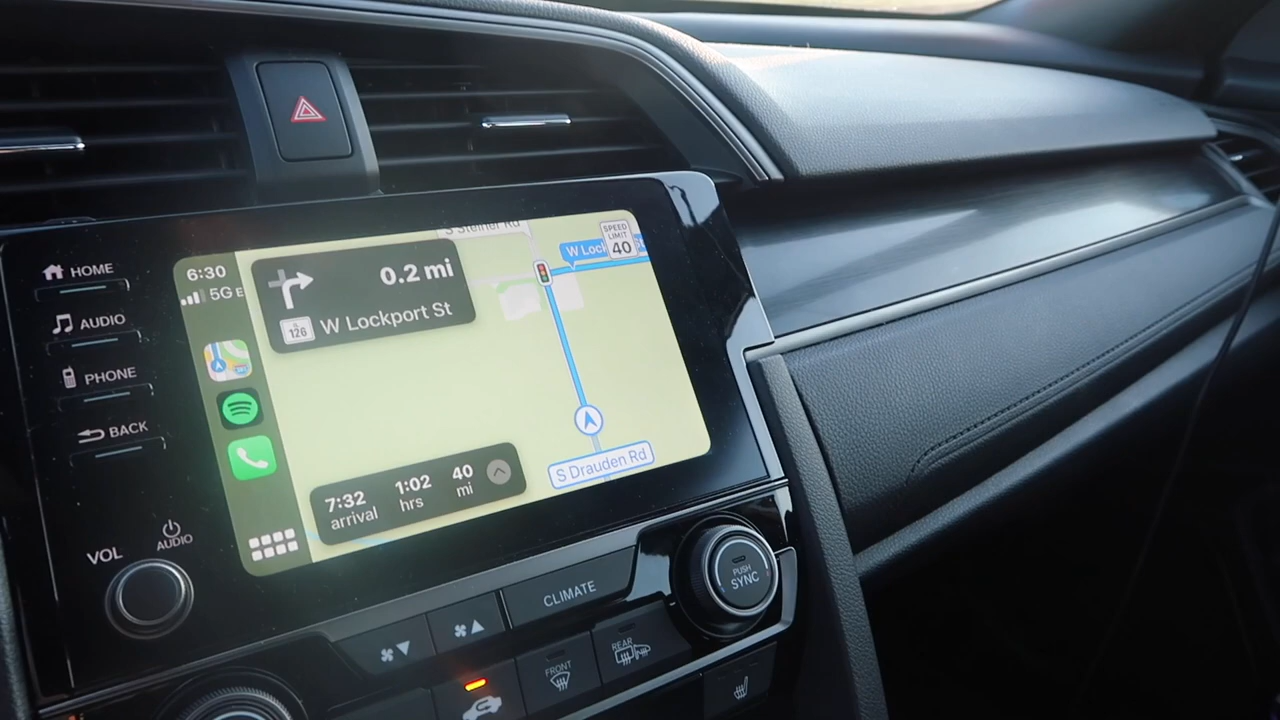 HOME
AUDIO
PHONE
BACK
VOL
AUDIO
6:30
5G E
0.2 mi
126
W Lockport St
S Steiner Rd
W Loc
SPEED
LIMIT
40
S Drauden Rd
7:32 1:02 40
arrival hrs mi
CLIMATE
PUSH
SYNC
FRONT
REAR